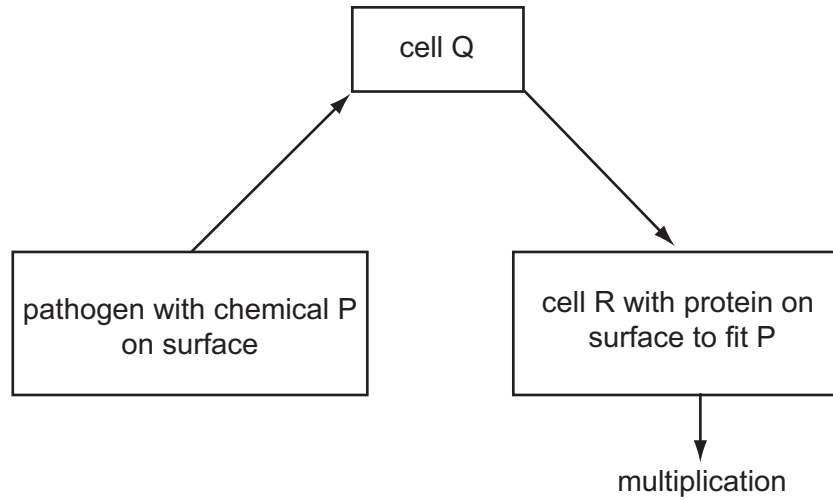 cell Q
pathogen with chemical P
on surface
cell R with protein on
surface to fit P
multiplication